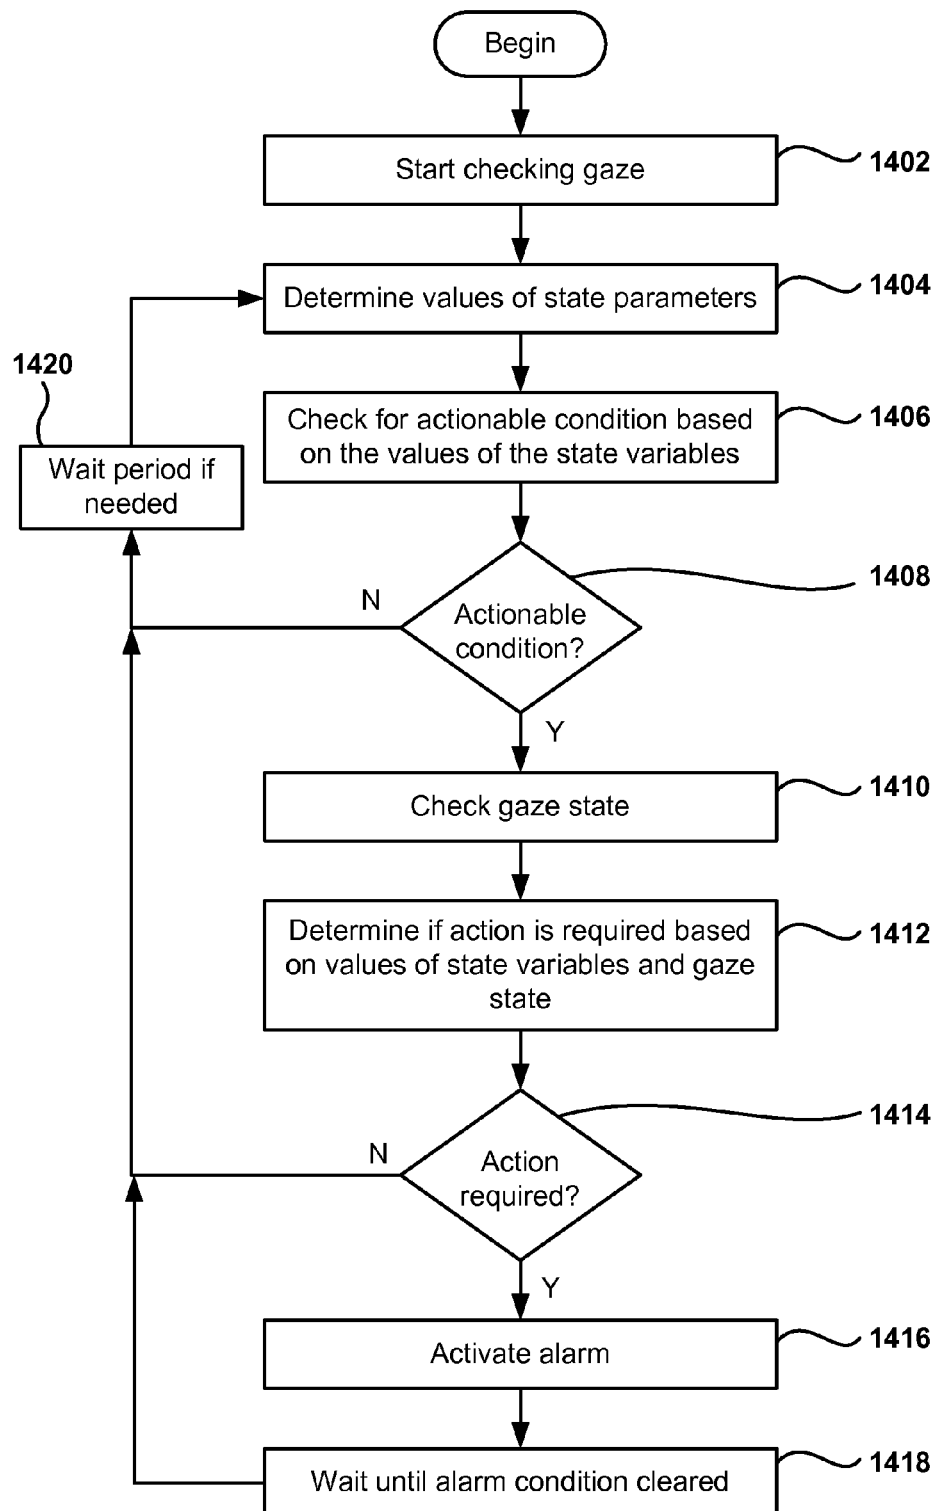 Begin
Start checking gaze
1402
Determine values of state parameters
1404
1420
Check for actionable condition based
on the values of the state variables
1406
Wait period if
needed
1408
N
Actionable
condition?
Y
Check gaze state
1410
Determine if action is required based
on values of state variables and gaze
state
1412
1414
N
Action
required?
Y
Activate alarm
1416
Wait until alarm condition cleared
1418